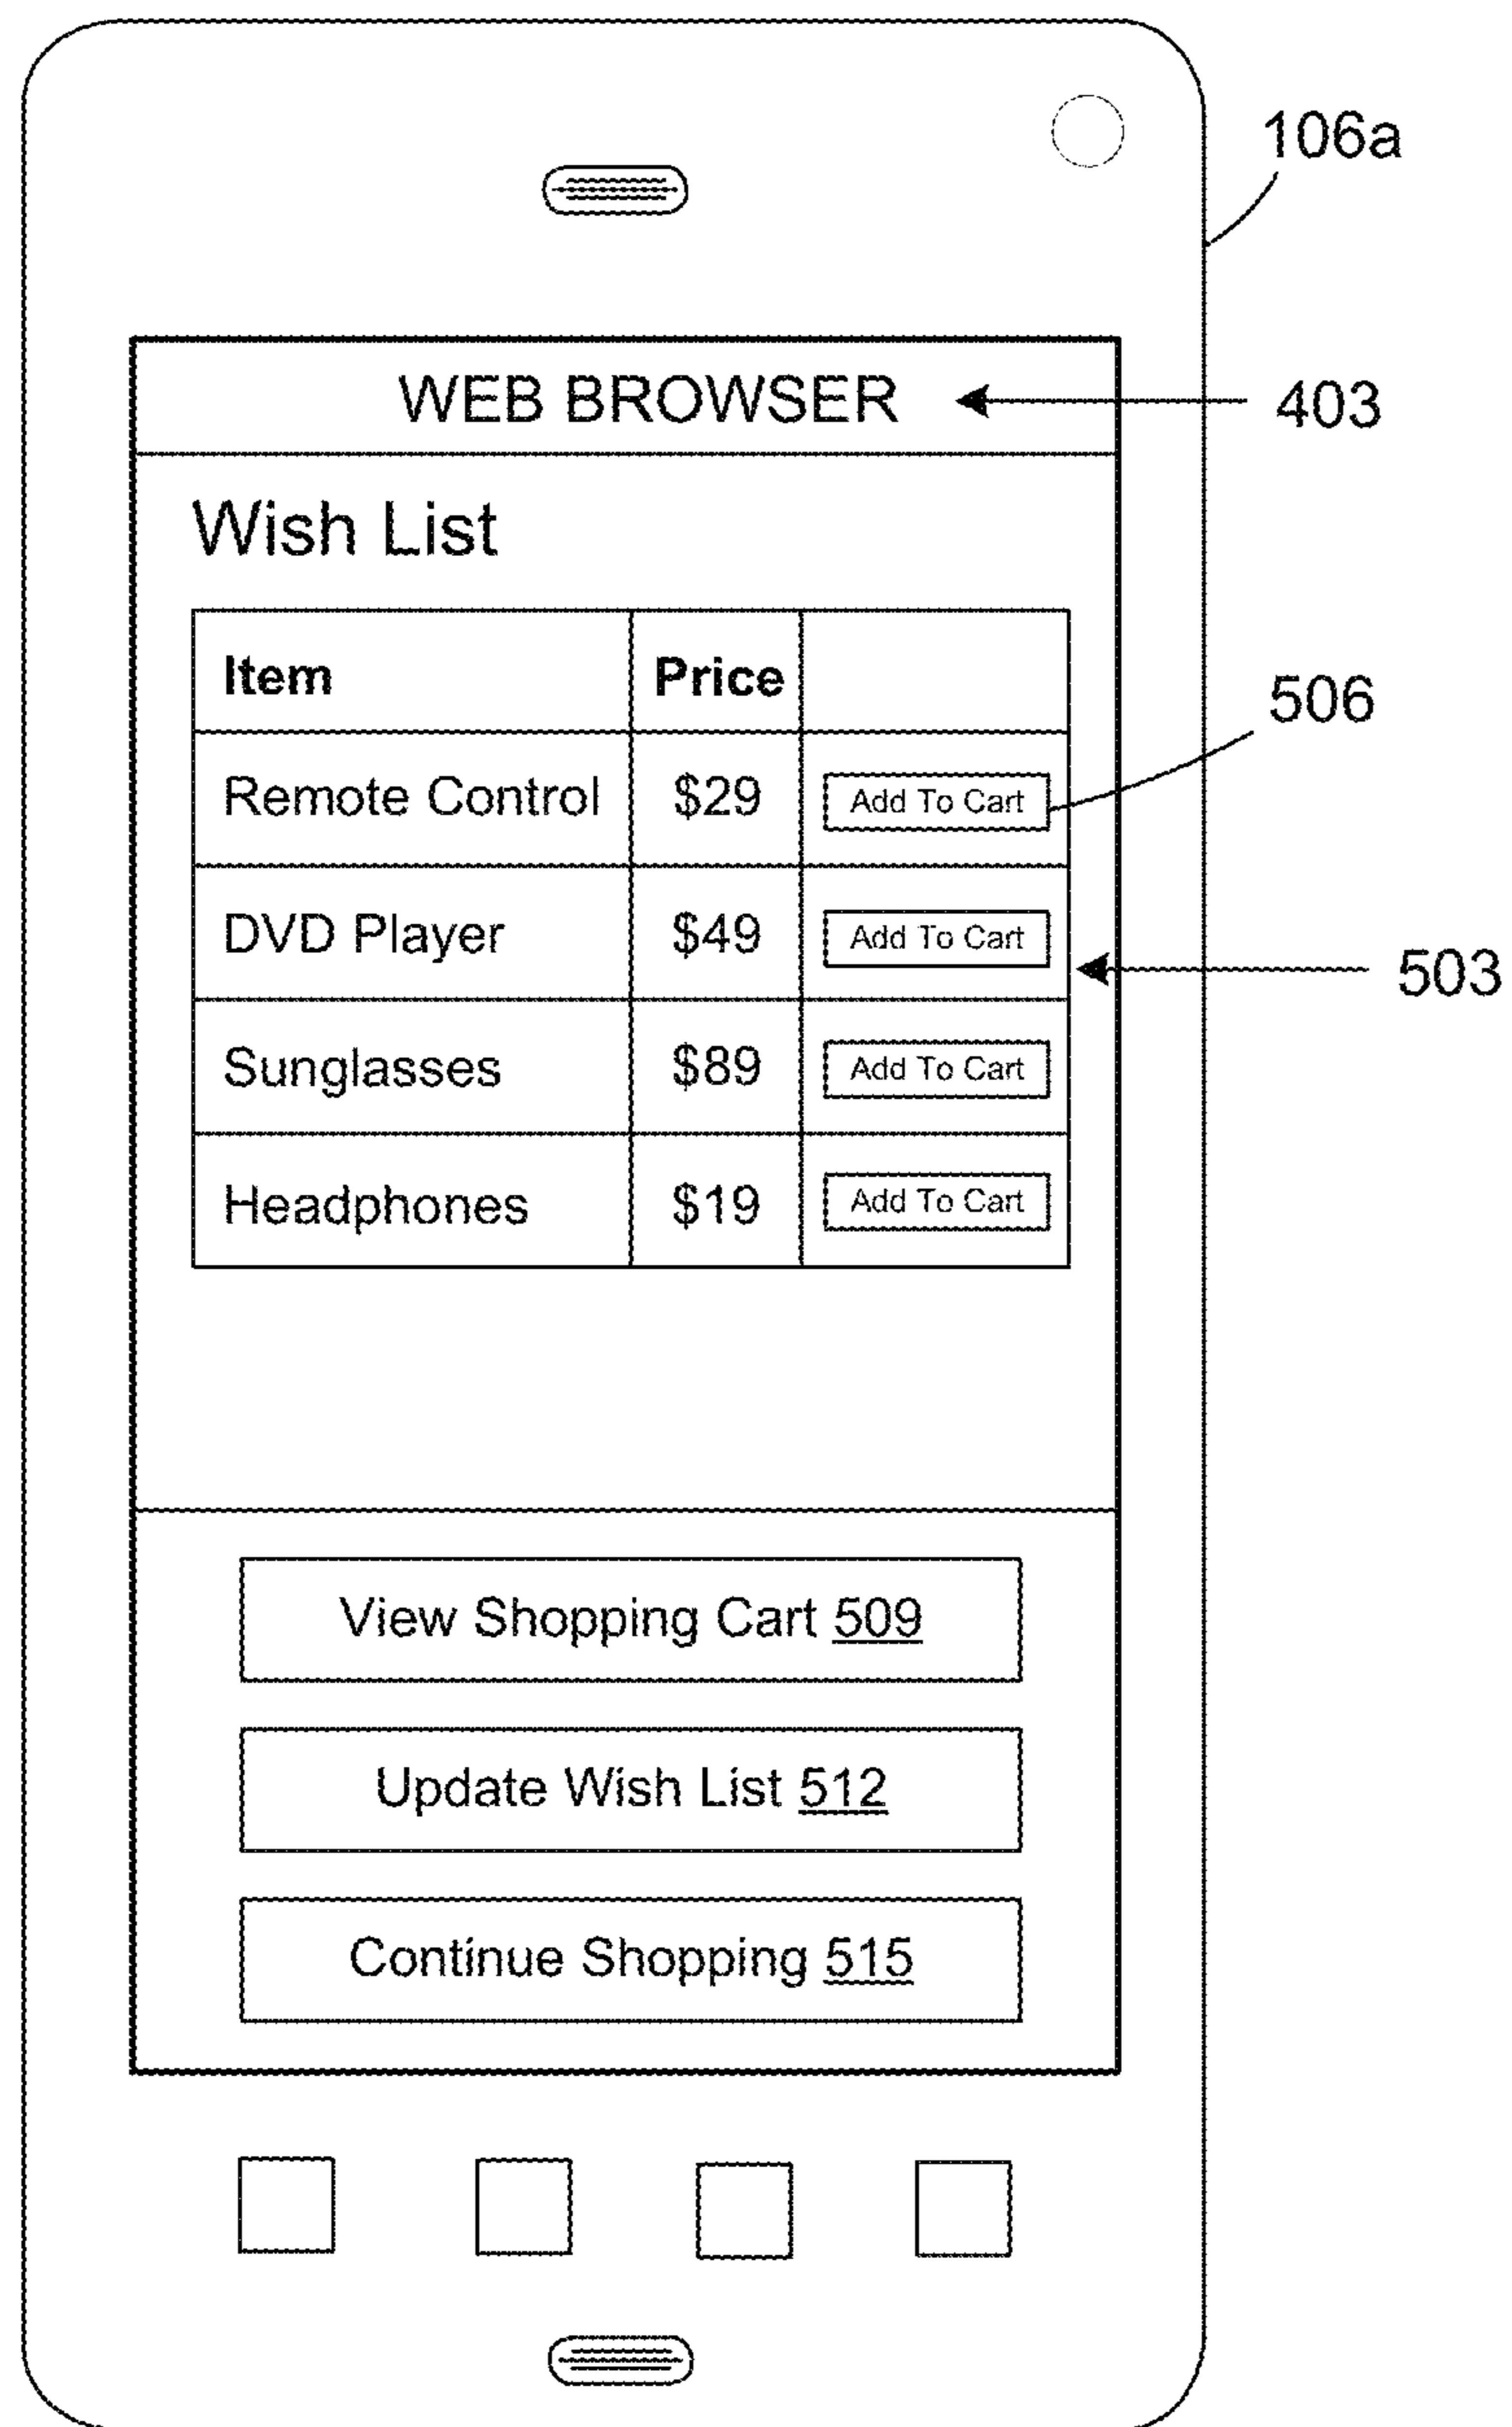 106a
WEB BROWSER 403
Wish List
Item Price
506
Remote Control $29 Add To Cart
DVD Player $49 Add To Cart
503
Sunglasses $89 Add To Cart
Headphones $19 Add To Cart
View Shopping Cart 509
Update Wish List 512
Continue Shopping 515